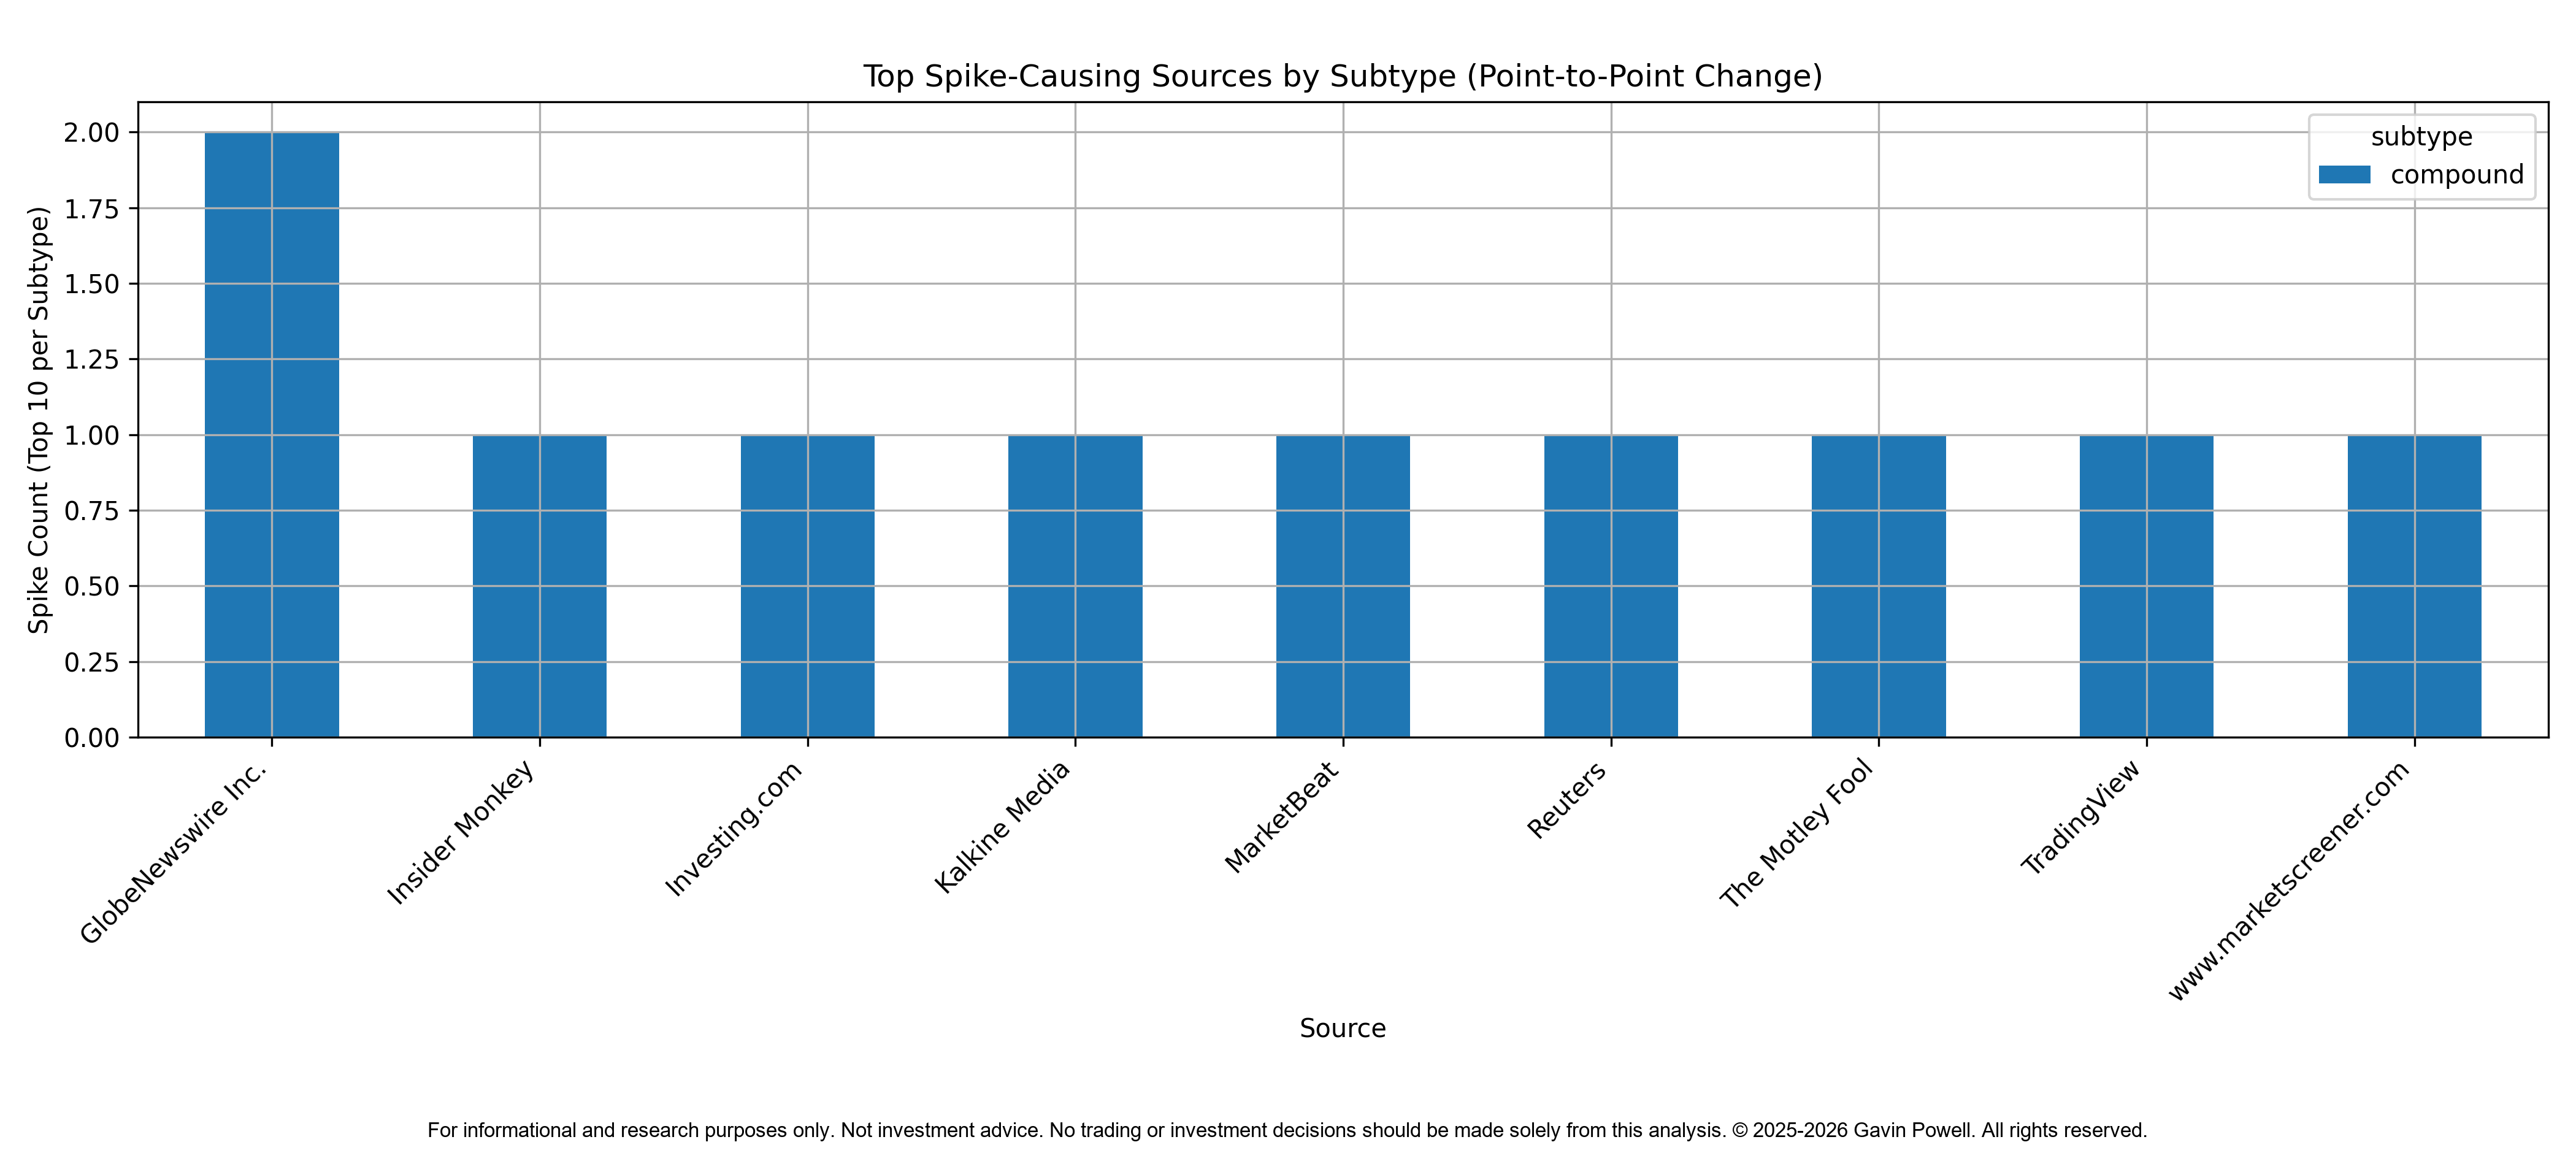 Top Spike-Causing Sources by Subtype (Point-to-Point Change)
subtype
compound
Spike Count (Top 10 per Subtype)
2.00
1.75
1.50
1.25
1.00
0.75
0.50
0.25
0.00
GlobeNewswire Inc.
Insider Monkey
Investing.com
Kalkine Media
MarketBeat
Reuters
The Motley Fool
TradingView
www.marketscreener.com
Source
For informational and research purposes only. Not investment advice. No trading or investment decisions should be made solely from this analysis. © 2025-2026 Gavin Powell. All rights reserved.